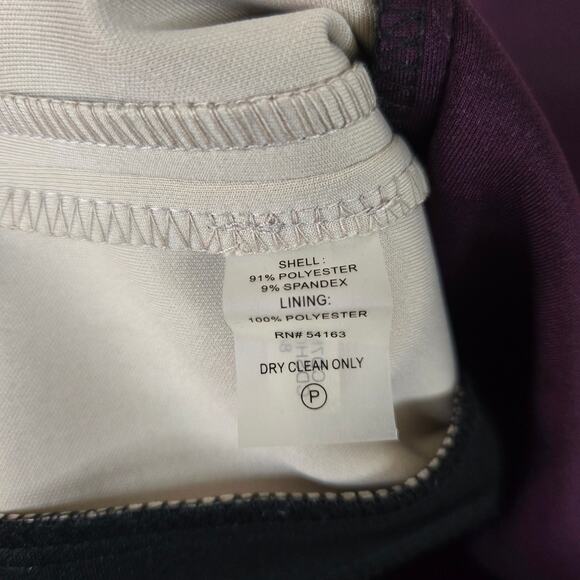 SHELL:
91% POLYESTER
9% SPANDEX
LINING:
100% POLYESTER
RN# 54163
DRY CLEAN ONLY
P